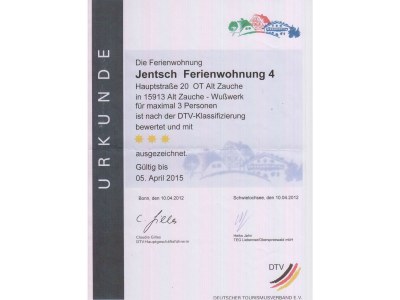 URKUNDE
Die Ferienwohnung
Jentsch Ferienwohnung 4
Hauptstraße 20 OT Alt Zauche
in 15913 Alt Zauche - Wußwerk
für maximal 3 Personen
ist nach der DTV-Klassifizierung
bewertet und mit
ausgezeichnet
Gültig bis
05. April 2015
Bonn, den 10.04.2012 Schwielochsee, den 10.04.2012
DTV
DEUTSCHER TOURISMUSVERBAND E.V.